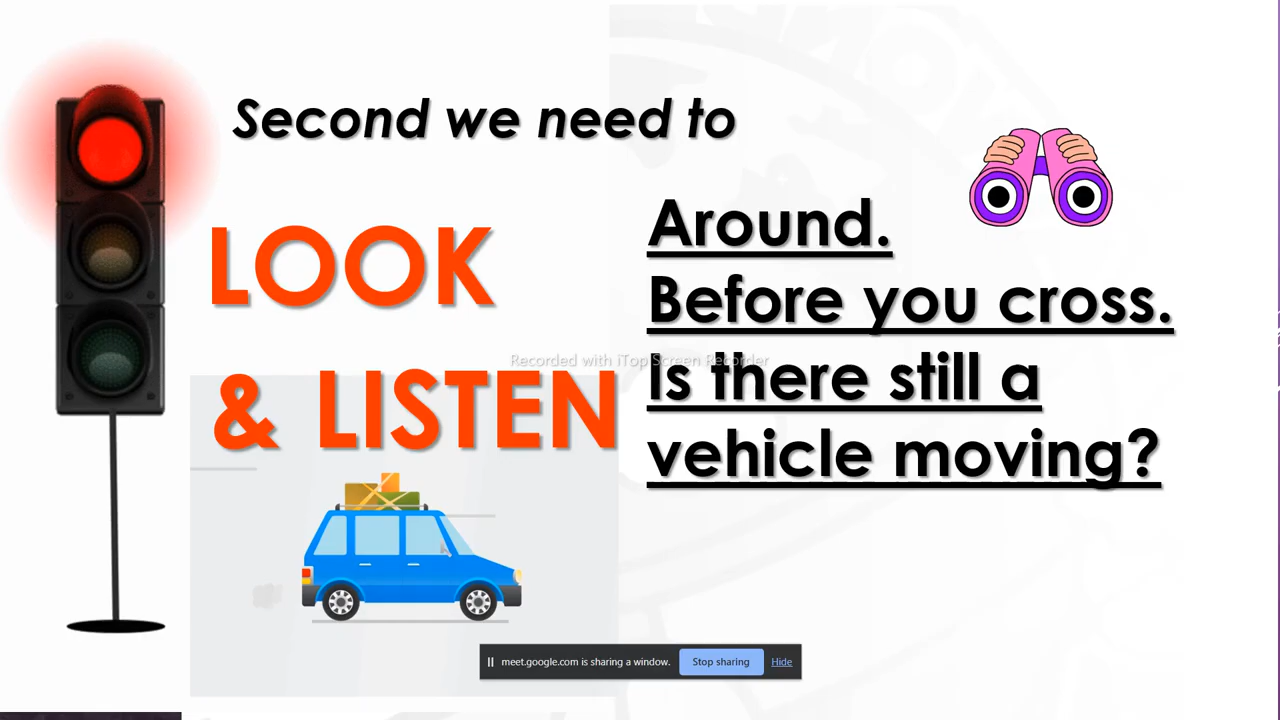 Second we need to
LOOK
& LISTEN
Around.
Before you cross.
Is there still a
vehicle moving?
Recorded with iTop Screen Recorder
meet.google.com is sharing a window.
Stop sharing
Hide